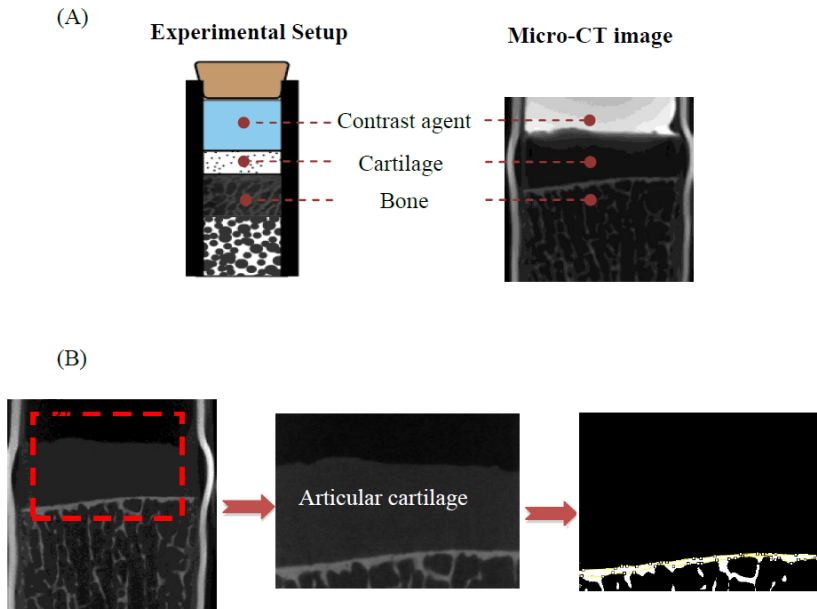 (A)
Experimental Setup
Micro-CT image
Contrast agent
Cartilage
Bone
(B)
Articular cartilage